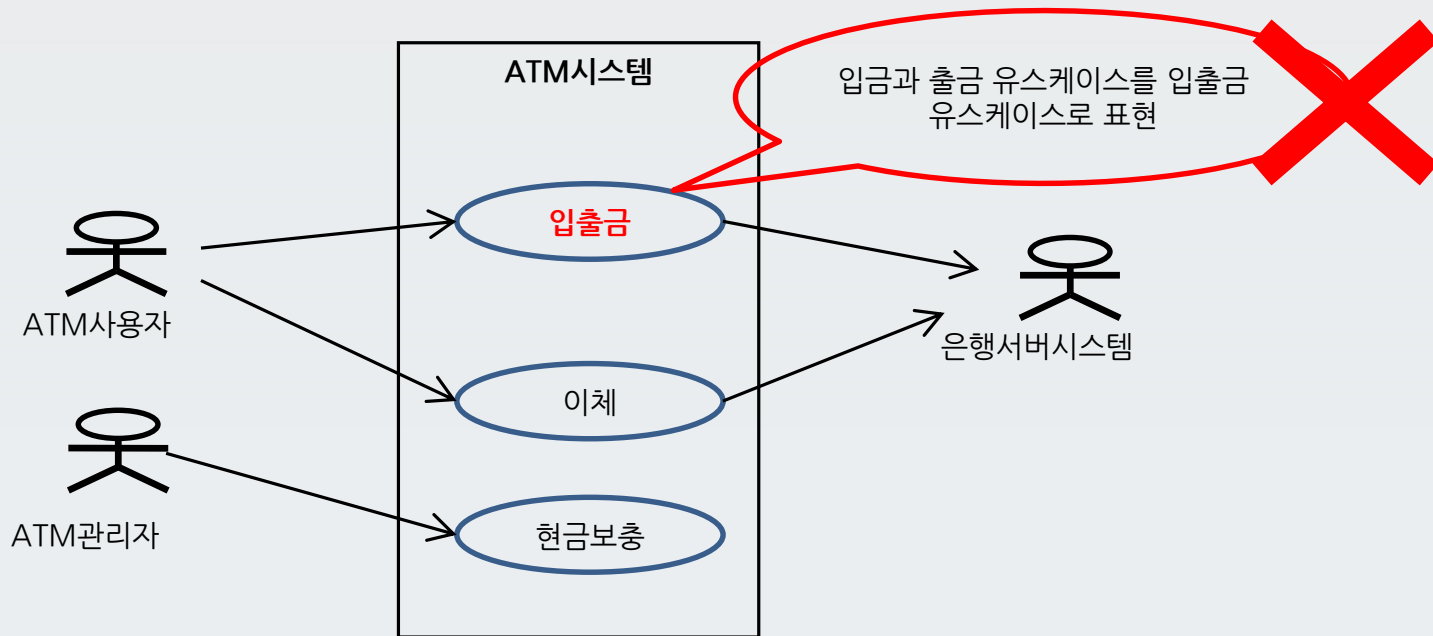 ATM시스템
입금과 출금 유스케이스를 입출금
유스케이스로 표현
입출금
ATM사용자
은행서버시스템
이체
ATM관리자
현금보충